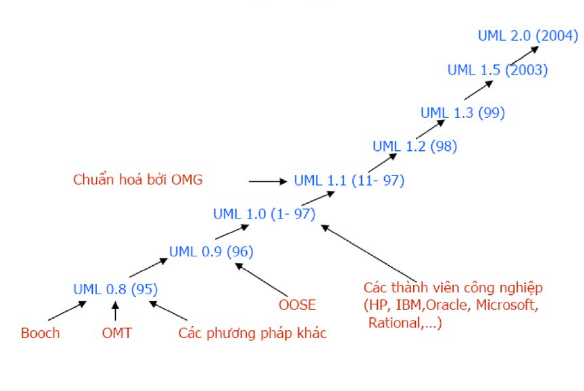 UML 2.0 (2004)
UML 1.5 (2003)
UML 1.3 (99)
UML 1.2 (98)
Chuẩn hoá bởi OMG
UML 1.1 (11- 97)
UML 1.0 (1- 97)
UML 0.9 (96)
UML 0.8 (95)
Các thành viên công nghiệp
(HP, IBM,Oracle, Microsoft,
Rational,...)
OOSE
Booch
OMT
Các phương pháp khác